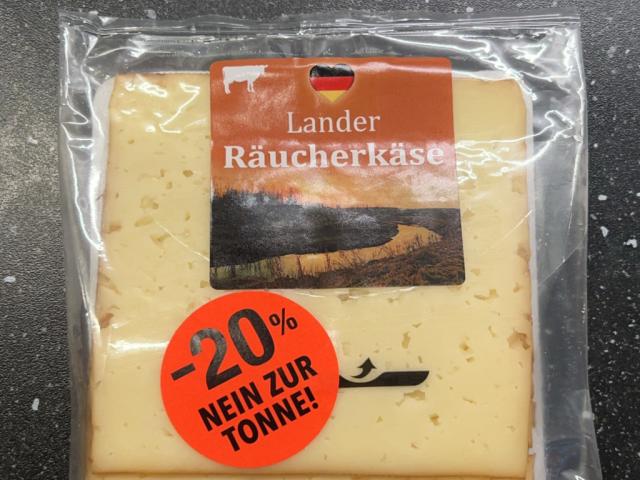 Lander
Räucherkäse
-20%
NEIN ZUR
TONNE!